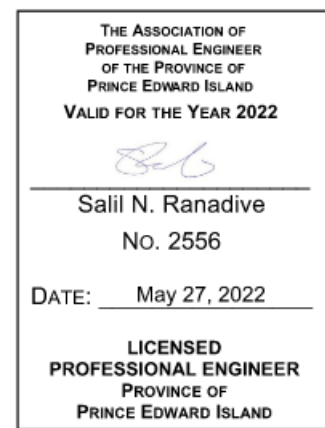 THE ASSOCIATION OF
PROFESSIONAL ENGINEER
OF THE PROVINCE OF
PRINCE EDWARD ISLAND
VALID FOR THE YEAR 2022
Salil N. Ranadive
NO. 2556
DATE: May 27, 2022
LICENSED
PROFESSIONAL ENGINEER
PROVINCE OF
PRINCE EDWARD ISLAND